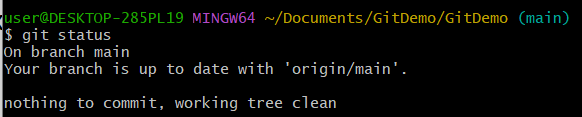 user@DESKTOP-285PL19 MINGW64 ~/Documents/GitDemo/GitDemo (main)
$ git status
On branch main
Your branch is up to date with 'origin/main'.
nothing to commit, working tree clean